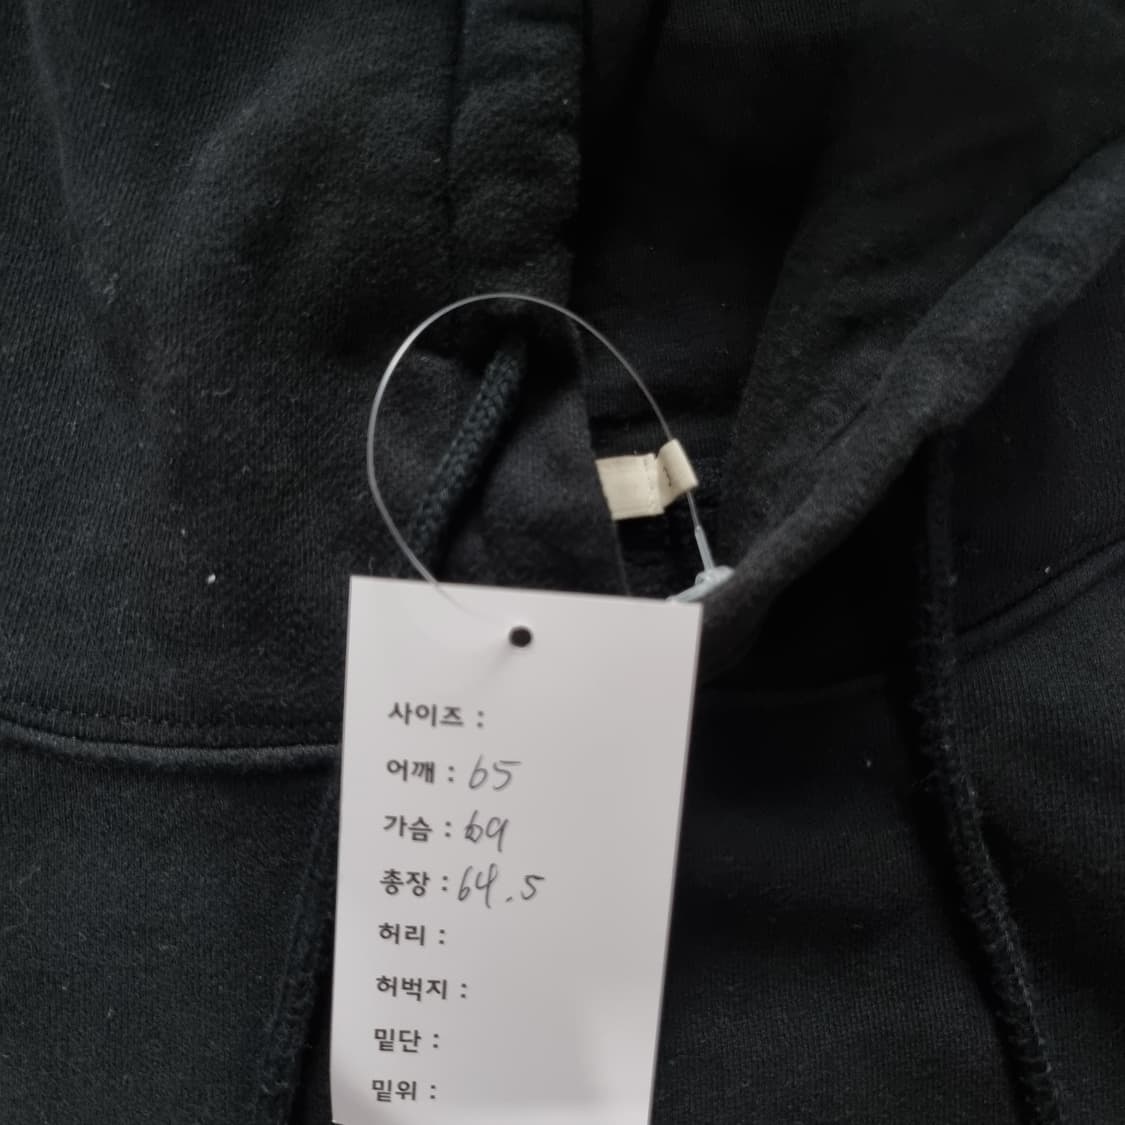 사이즈 :
어깨 : 65
가슴 : 69
총장 : 64.5
허리 :
허벅지 :
밑단 :
밑위 :